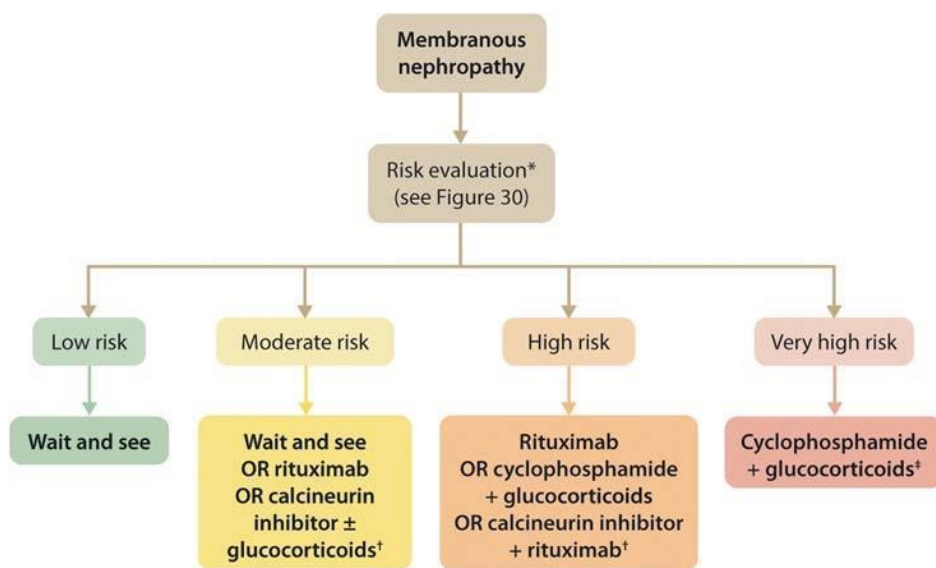 Membranous
nephropathy
Risk evaluation*
(see Figure 30)
Low risk
Moderate risk
High risk
Very high risk
Wait and see
Wait and see
OR rituximab
OR calcineurin
inhibitor ±
glucocorticoids†
Rituximab
OR cyclophosphamide
+ glucocorticoids
OR calcineurin inhibitor
+ rituximab†
Cyclophosphamide
+ glucocorticoids‡